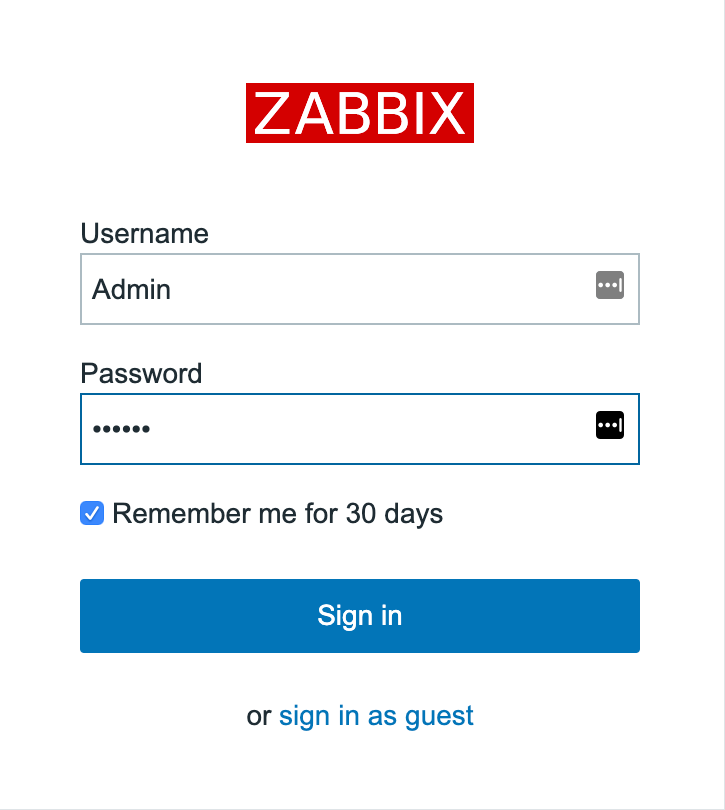 ZABBIX
Username
Admin
Password
••••••
Remember me for 30 days
Sign in
or sign in as guest